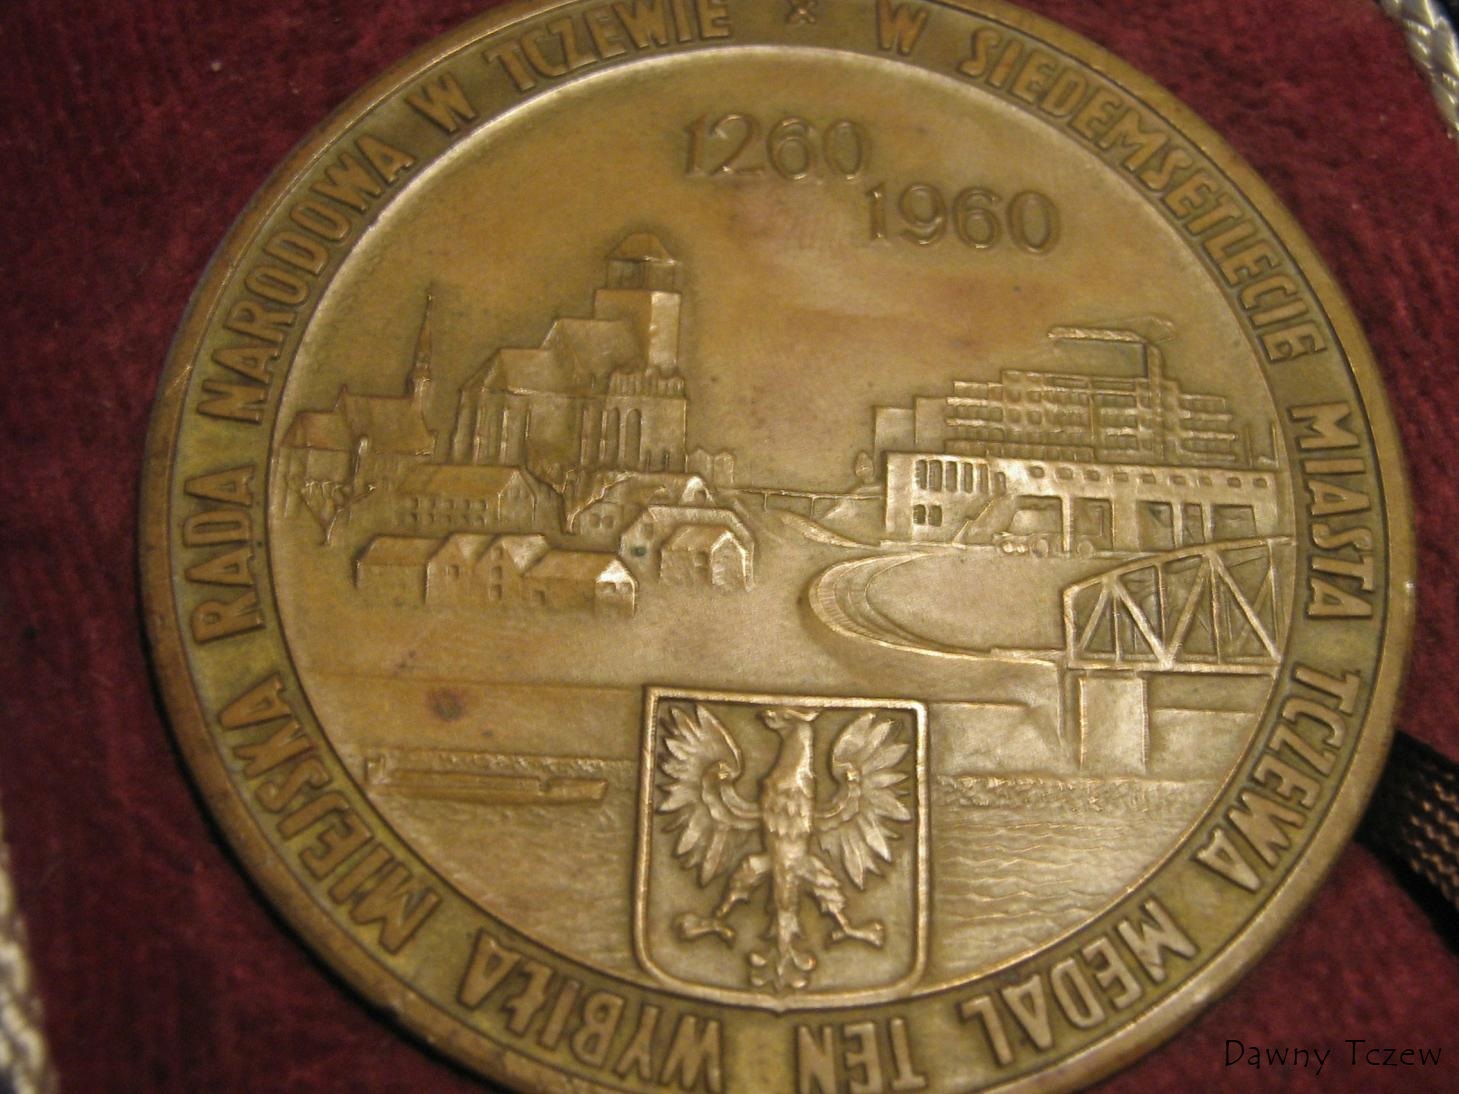 W SIEDEMSETLECIE MIASTA TCZEWA MEDAL TEN WYBIŁA MIEJSKA RADA NARODOWA W TCZEWIE
1260
1960
Dawny Tczew